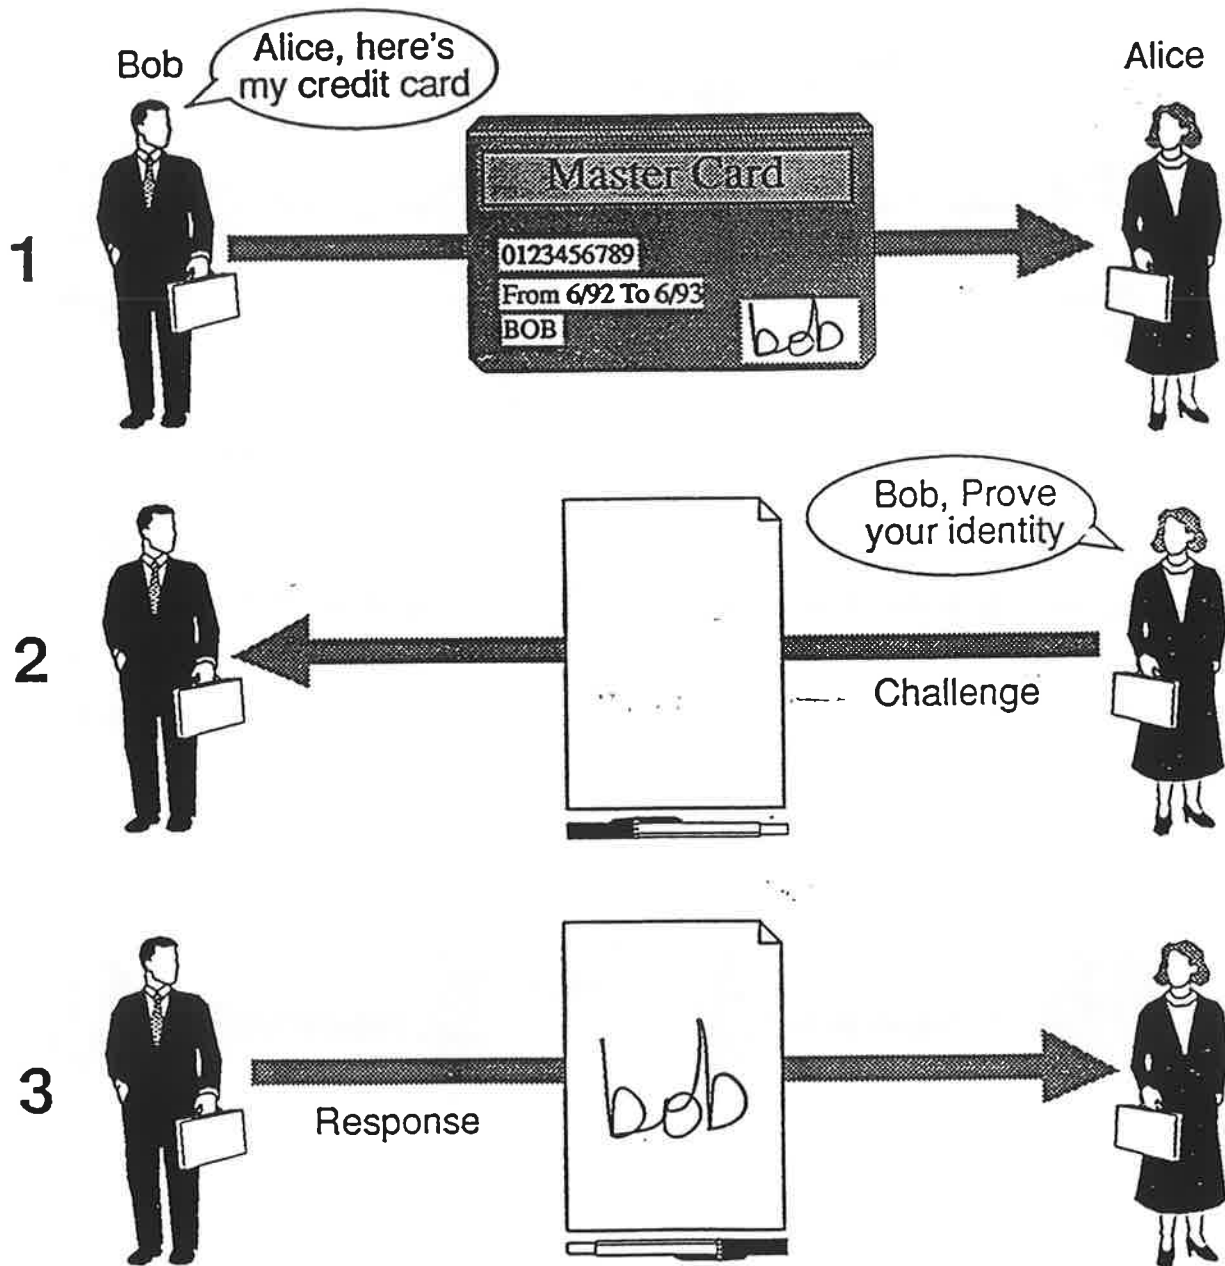 Bob
Alice, here's
my credit card
Alice
1
Master Card
0123456789
From 6/92 To 6/93
BOB
bob
2
Bob, Prove
your identity
Challenge
3
Response
bob